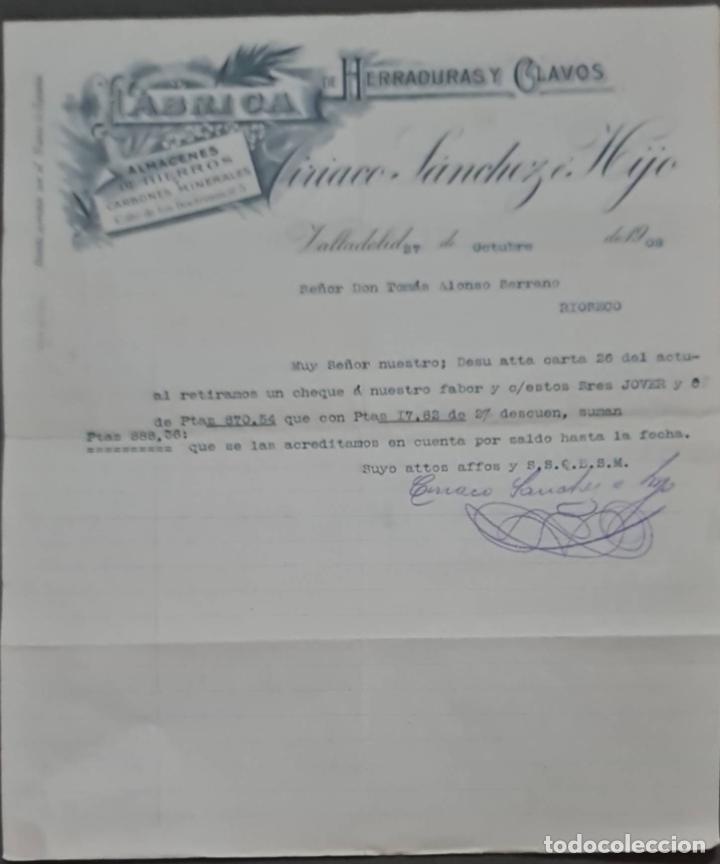 FÁBRICA DE HERRADURAS Y CLAVOS
ALMACENES
DE HIERROS
CARBONES MINERALES
Ciriaco Sánchez é Hijo
Valladolid 27 de Octubre de 1909
Señor Don Tomás Alonso Serrano
RIOSECO
Muy Señor nuestro; Desu atta carta 26 del actu-
al retiramos un cheque á nuestro fabor y c/estos Sres JOVER y
de Ptas 870,54 que con Ptas 17,82 de 2% descuen, suman
Ptas 888,36:
========== que se las acreditamos en cuenta por saldo hasta la fecha.
Suyo attos affos y S.S.Q.B.S.M.
Ciriaco Sanchez e hijo
todocoleccion